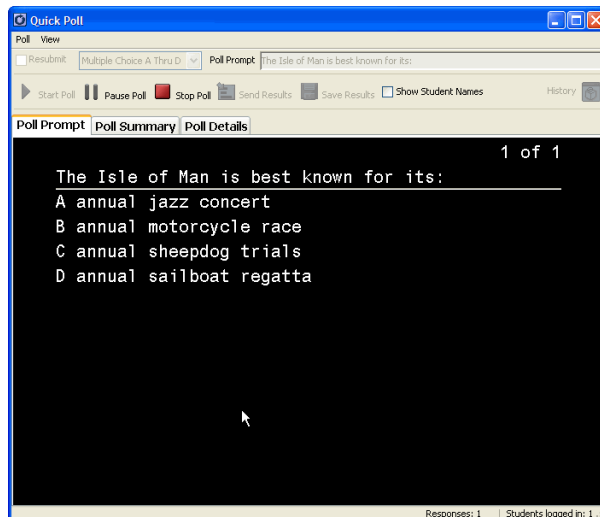 Quick Poll
Poll View
Resubmit Multiple Choice A Thru D Poll Prompt The Isle of Man is best known for its:
Start Poll Pause Poll Stop Poll Send Results Save Results Show Student Names History
Poll Prompt Poll Summary Poll Details
1 of 1
The Isle of Man is best known for its:
A annual jazz concert
B annual motorcycle race
C annual sheepdog trials
D annual sailboat regatta
Responses: 1 Students logged in: 1